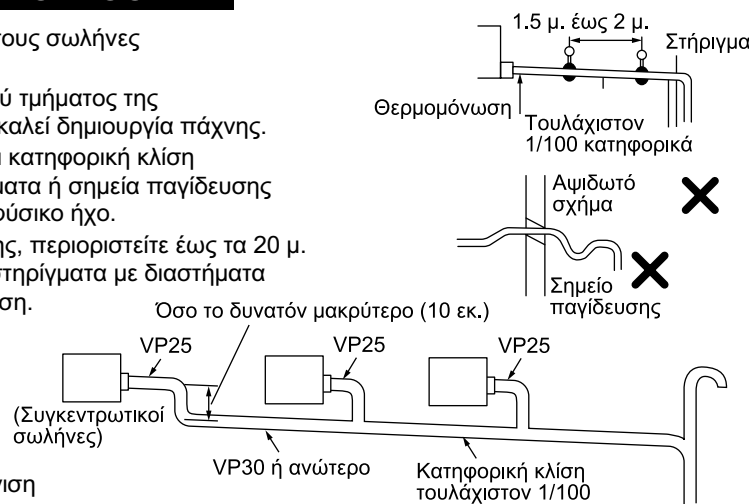 τους σωλήνες
ύ τμήματος της
καλεί δημιουργία πάχνης.
ι κατηφορική κλίση
ματα ή σημεία παγίδευσης
φύσικο ήχο.
ης, περιοριστείτε έως τα 20 μ.
στηρίγματα με διαστήματα
ση.
1.5 μ. έως 2 μ.
Στήριγμα
Θερμομόνωση
Τουλάχιστον
1/100 κατηφορικά
Αψιδωτό
σχήμα
Σημείο
παγίδευσης
Όσο το δυνατόν μακρύτερο (10 εκ.)
VP25
VP25
VP25
(Συγκεντρωτικοί
σωλήνες)
VP30 ή ανώτερο
Κατηφορική κλίση
τουλάχιστον 1/100
νιση